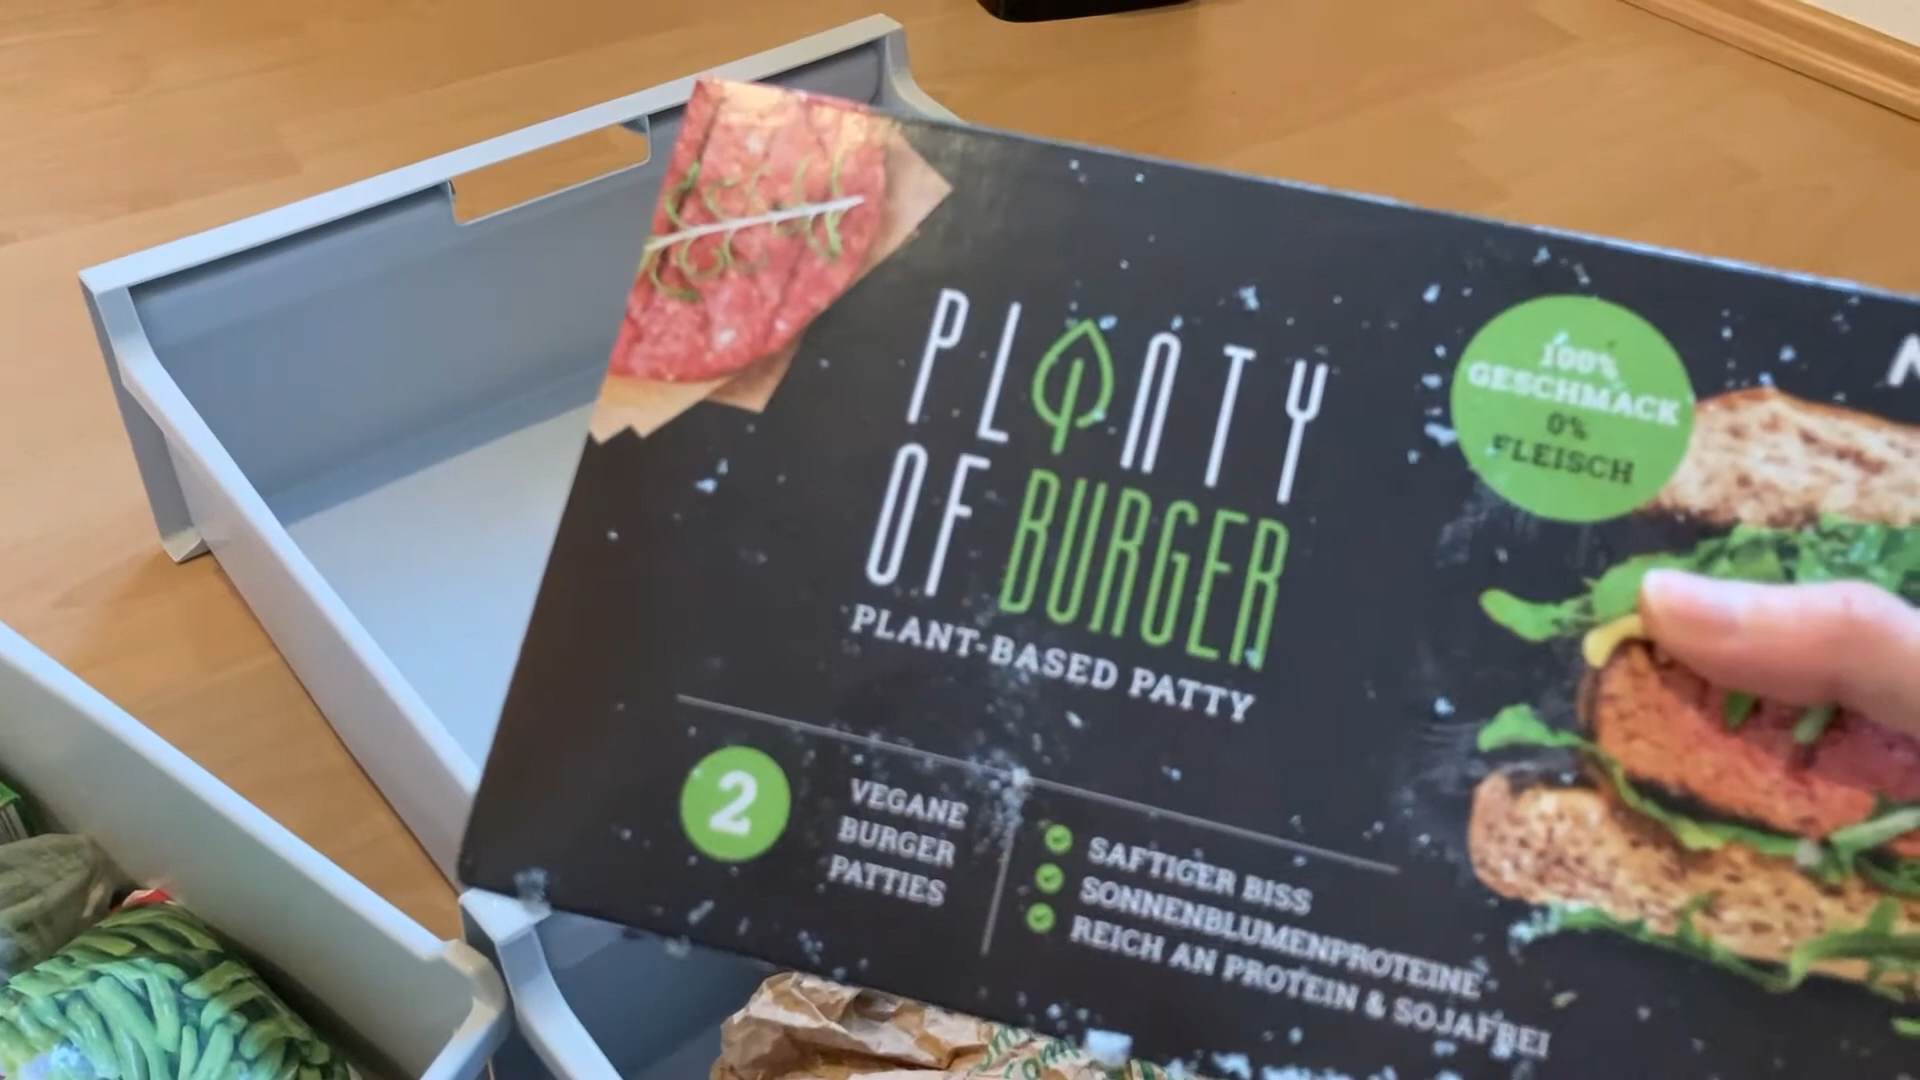 PLANTY
OF BURGER
PLANT-BASED PATTY
100%
GESCHMACK
0%
FLEISCH
2
VEGANE
BURGER
PATTIES
SAFTIGER BISS
SONNENBLUMENPROTEINE
REICH AN PROTEIN & SOJAFREI